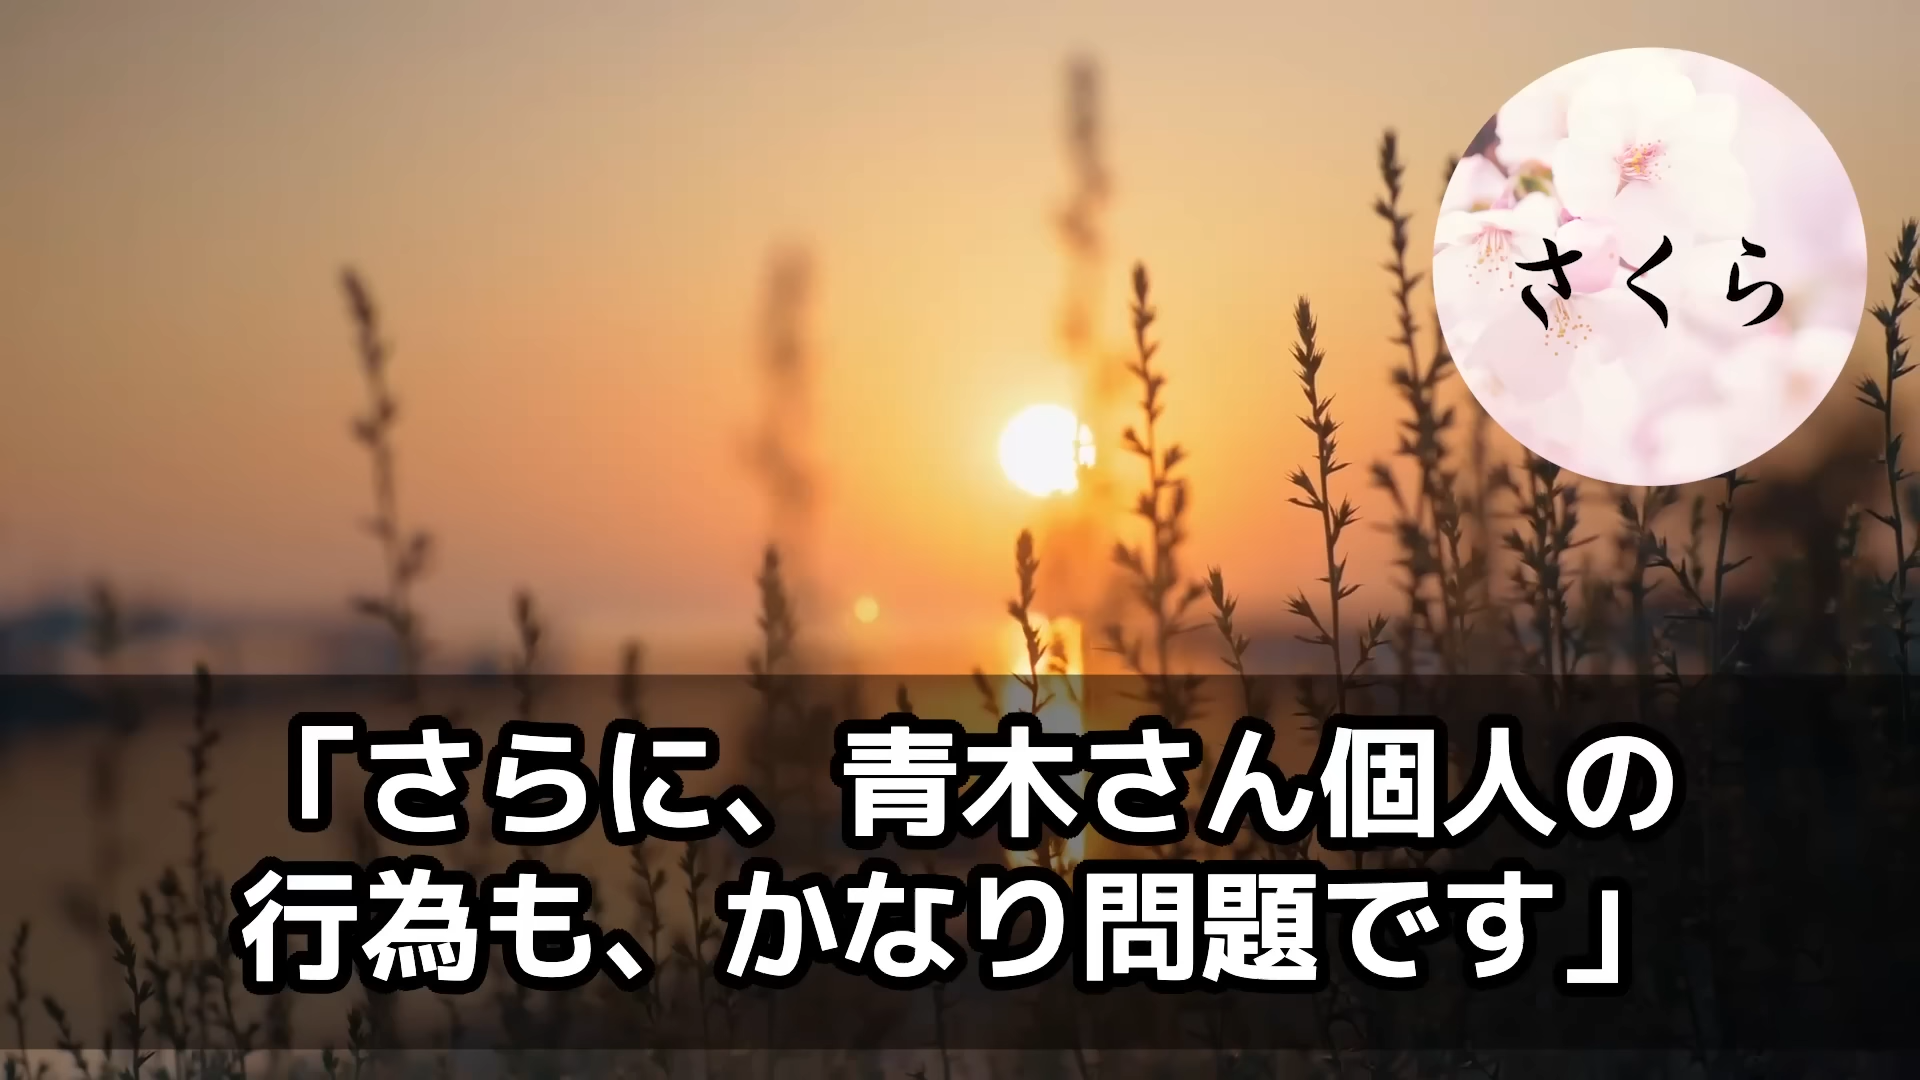 さくら
「さらに、青木さん個人の
行為も、かなり問題です」